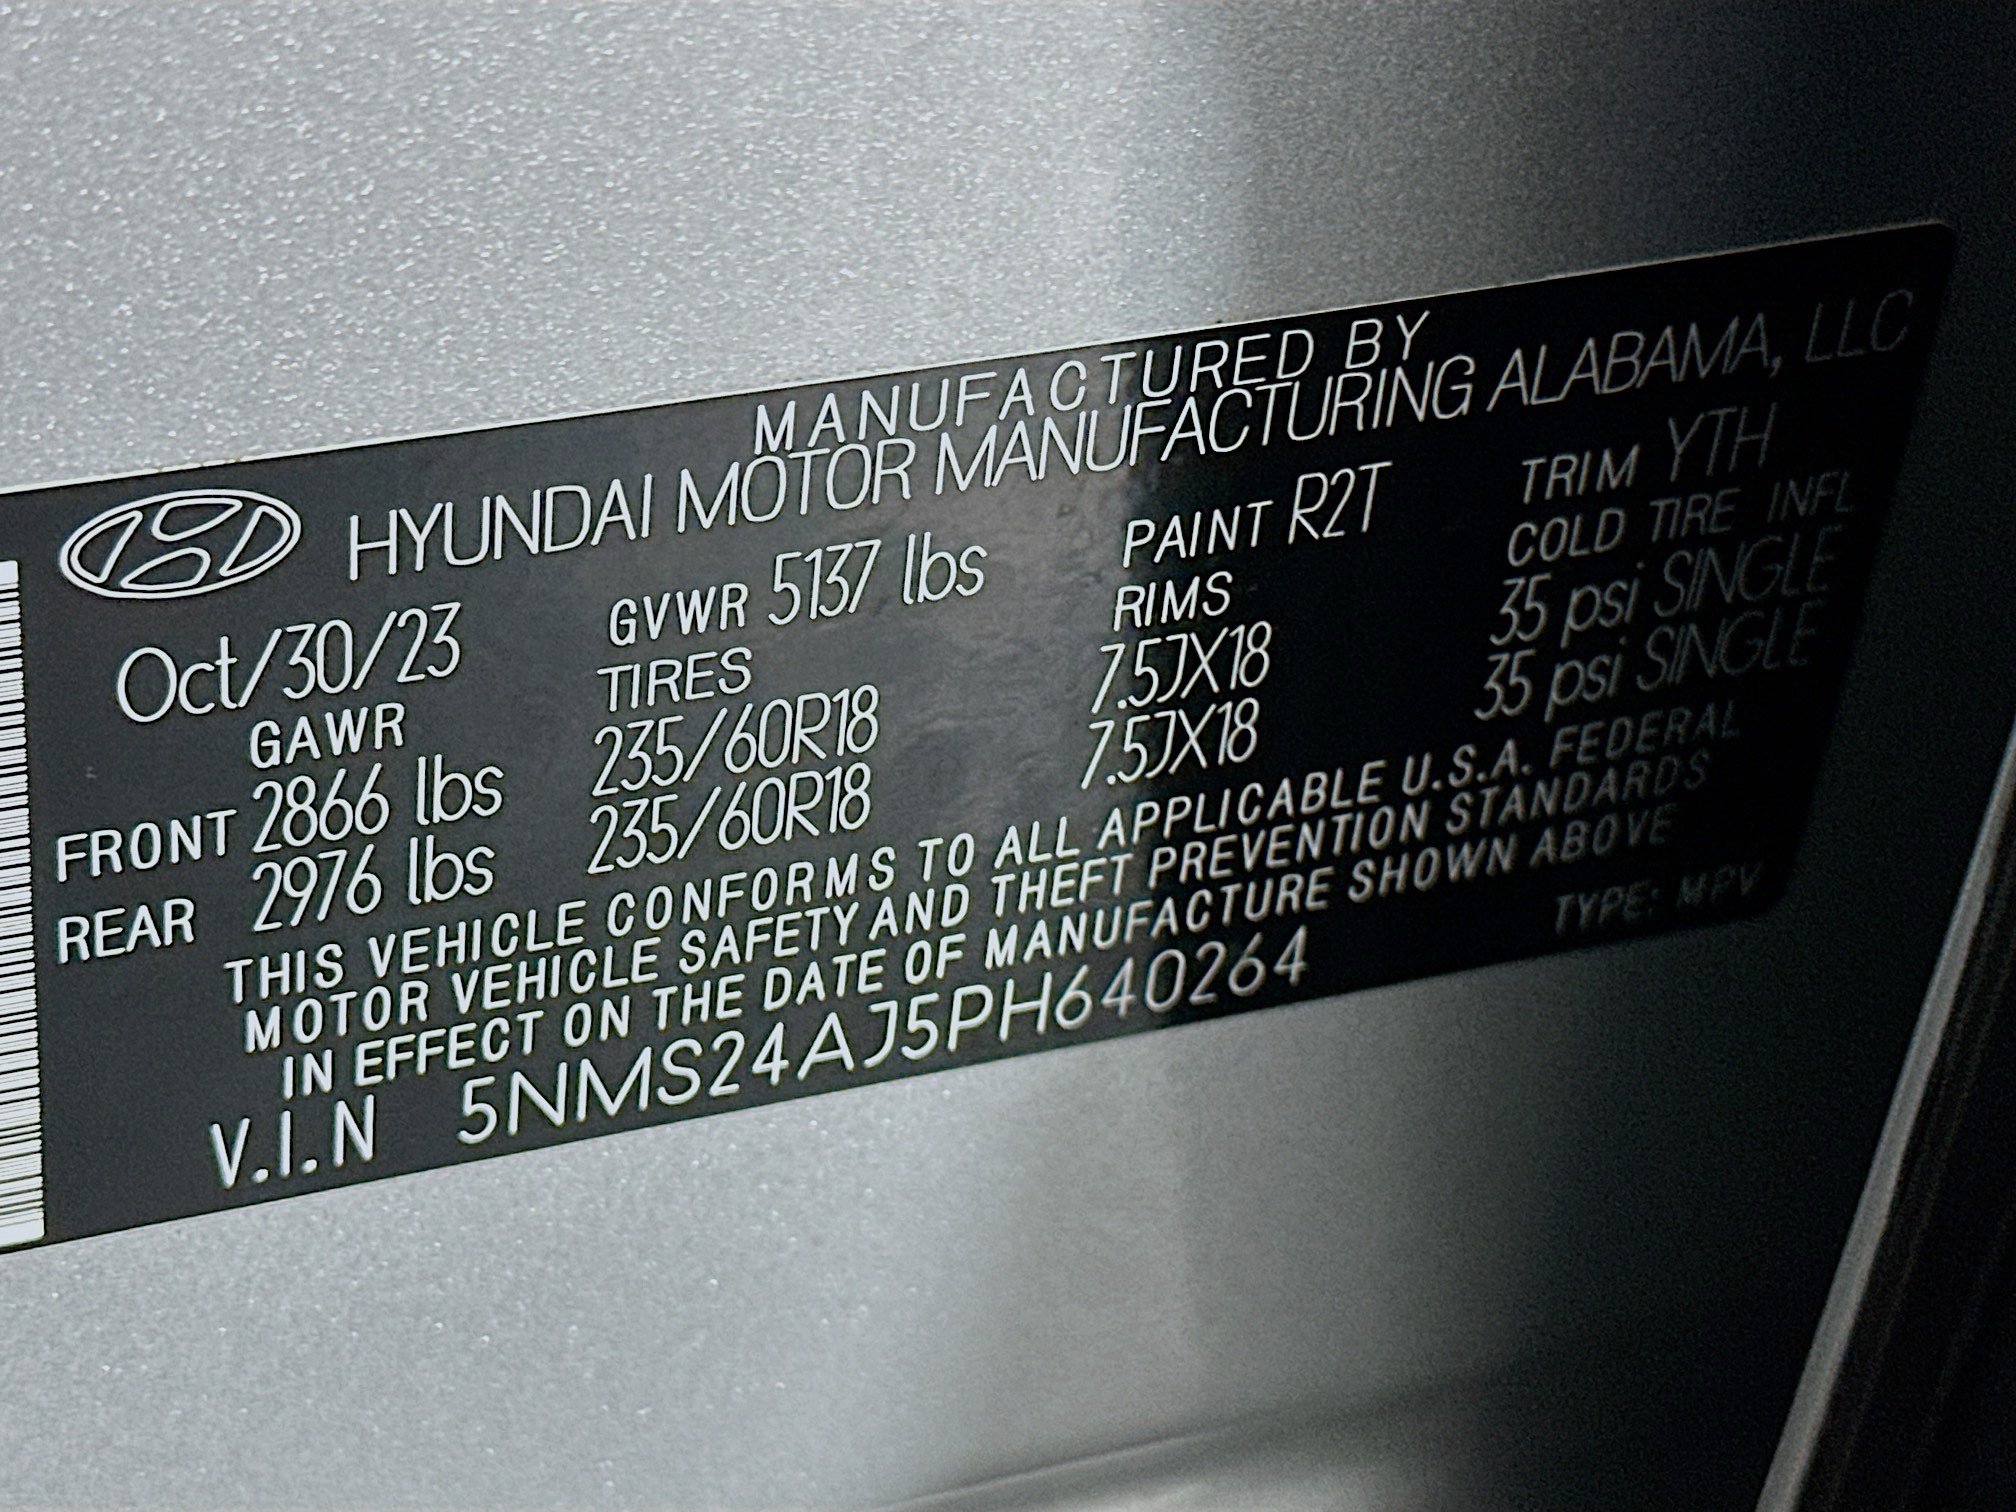 MANUFACTURED BY
HYUNDAI MOTOR MANUFACTURING ALABAMA, LLC
Oct/30/23 GVWR 5137 lbs PAINT R2T TRIM YTH
GAWR TIRES RIMS COLD TIRE INFL
FRONT 2866 lbs 235/60R18 7.5JX18 35 psi SINGLE
REAR 2976 lbs 235/60R18 7.5JX18 35 psi SINGLE
THIS VEHICLE CONFORMS TO ALL APPLICABLE U.S.A. FEDERAL
MOTOR VEHICLE SAFETY AND THEFT PREVENTION STANDARDS
IN EFFECT ON THE DATE OF MANUFACTURE SHOWN ABOVE
V.I.N 5NMS24AJ5PH640264 TYPE: MPV